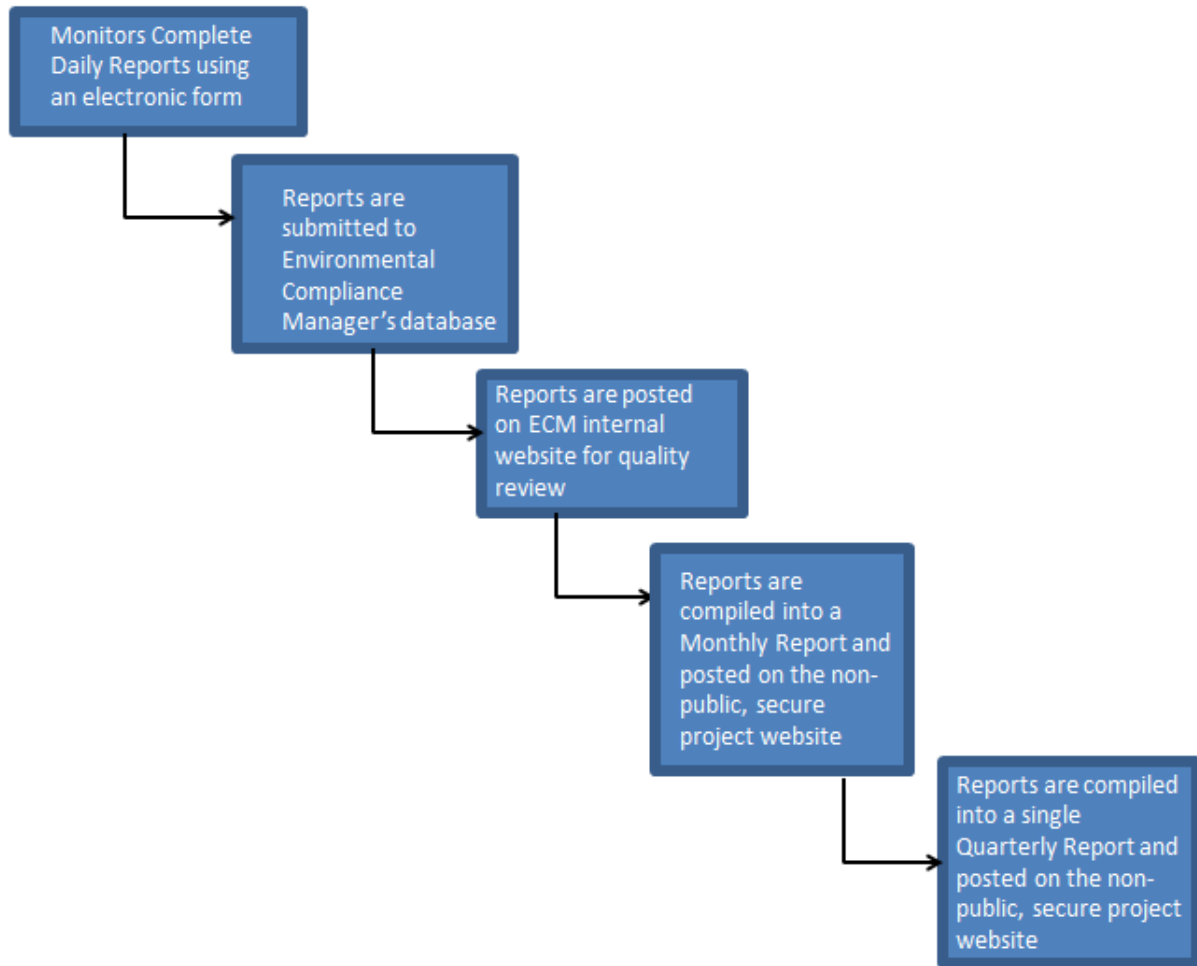 Monitors Complete
Daily Reports using
an electronic form
Reports are
submitted to
Environmental
Compliance
Manager’s database
Reports are posted
on ECM internal
website for quality
review
Reports are
compiled into a
Monthly Report and
posted on the non-
public, secure
project website
Reports are compiled
into a single
Quarterly Report and
posted on the non-
public, secure project
website